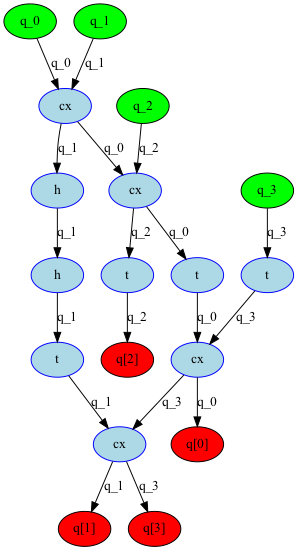 q_0 q_1
q_0 q_1
cx q_2
q_1 q_0 q_2
h cx q_3
q_1 q_2 q_0 q_3
h t t t
q_1 q_2 q_0 q_3
t q[2] cx
q_1 q_3 q_0
cx q[0]
q_1 q_3
q[1] q[3]